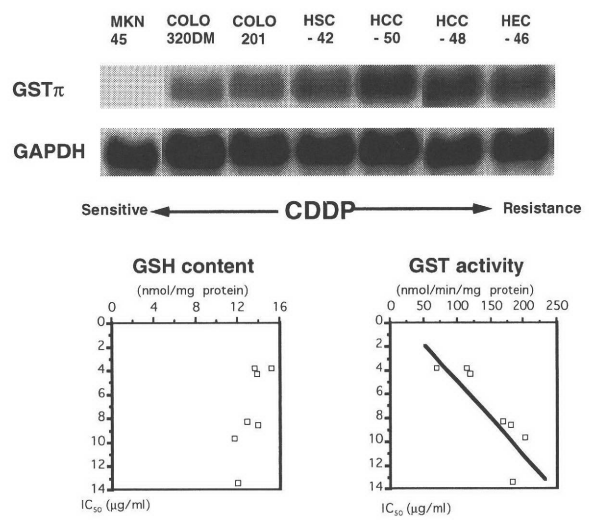 MKN COLO COLO HSC HCC HCC HEC
45 320DM 201 - 42 - 50 - 48 - 46
GSTπ
GAPDH
Sensitive CDDP Resistance
GSH content
(nmol/mg protein)
0 4 8 12 16
0
2
4
6
8
10
12
14
IC50 (µg/ml)
GST activity
(nmol/min/mg protein)
0 50 100 150 200 250
0
2
4
6
8
10
12
14
IC50 (µg/ml)